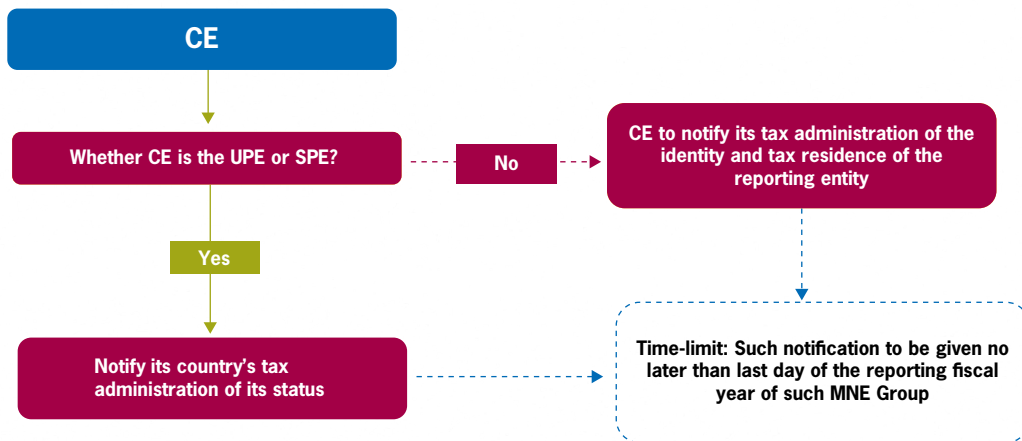 CE
Whether CE is the UPE or SPE?
No
CE to notify its tax administration of the
identity and tax residence of the
reporting entity
Yes
Notify its country’s tax
administration of its status
Time-limit: Such notification to be given no
later than last day of the reporting fiscal
year of such MNE Group